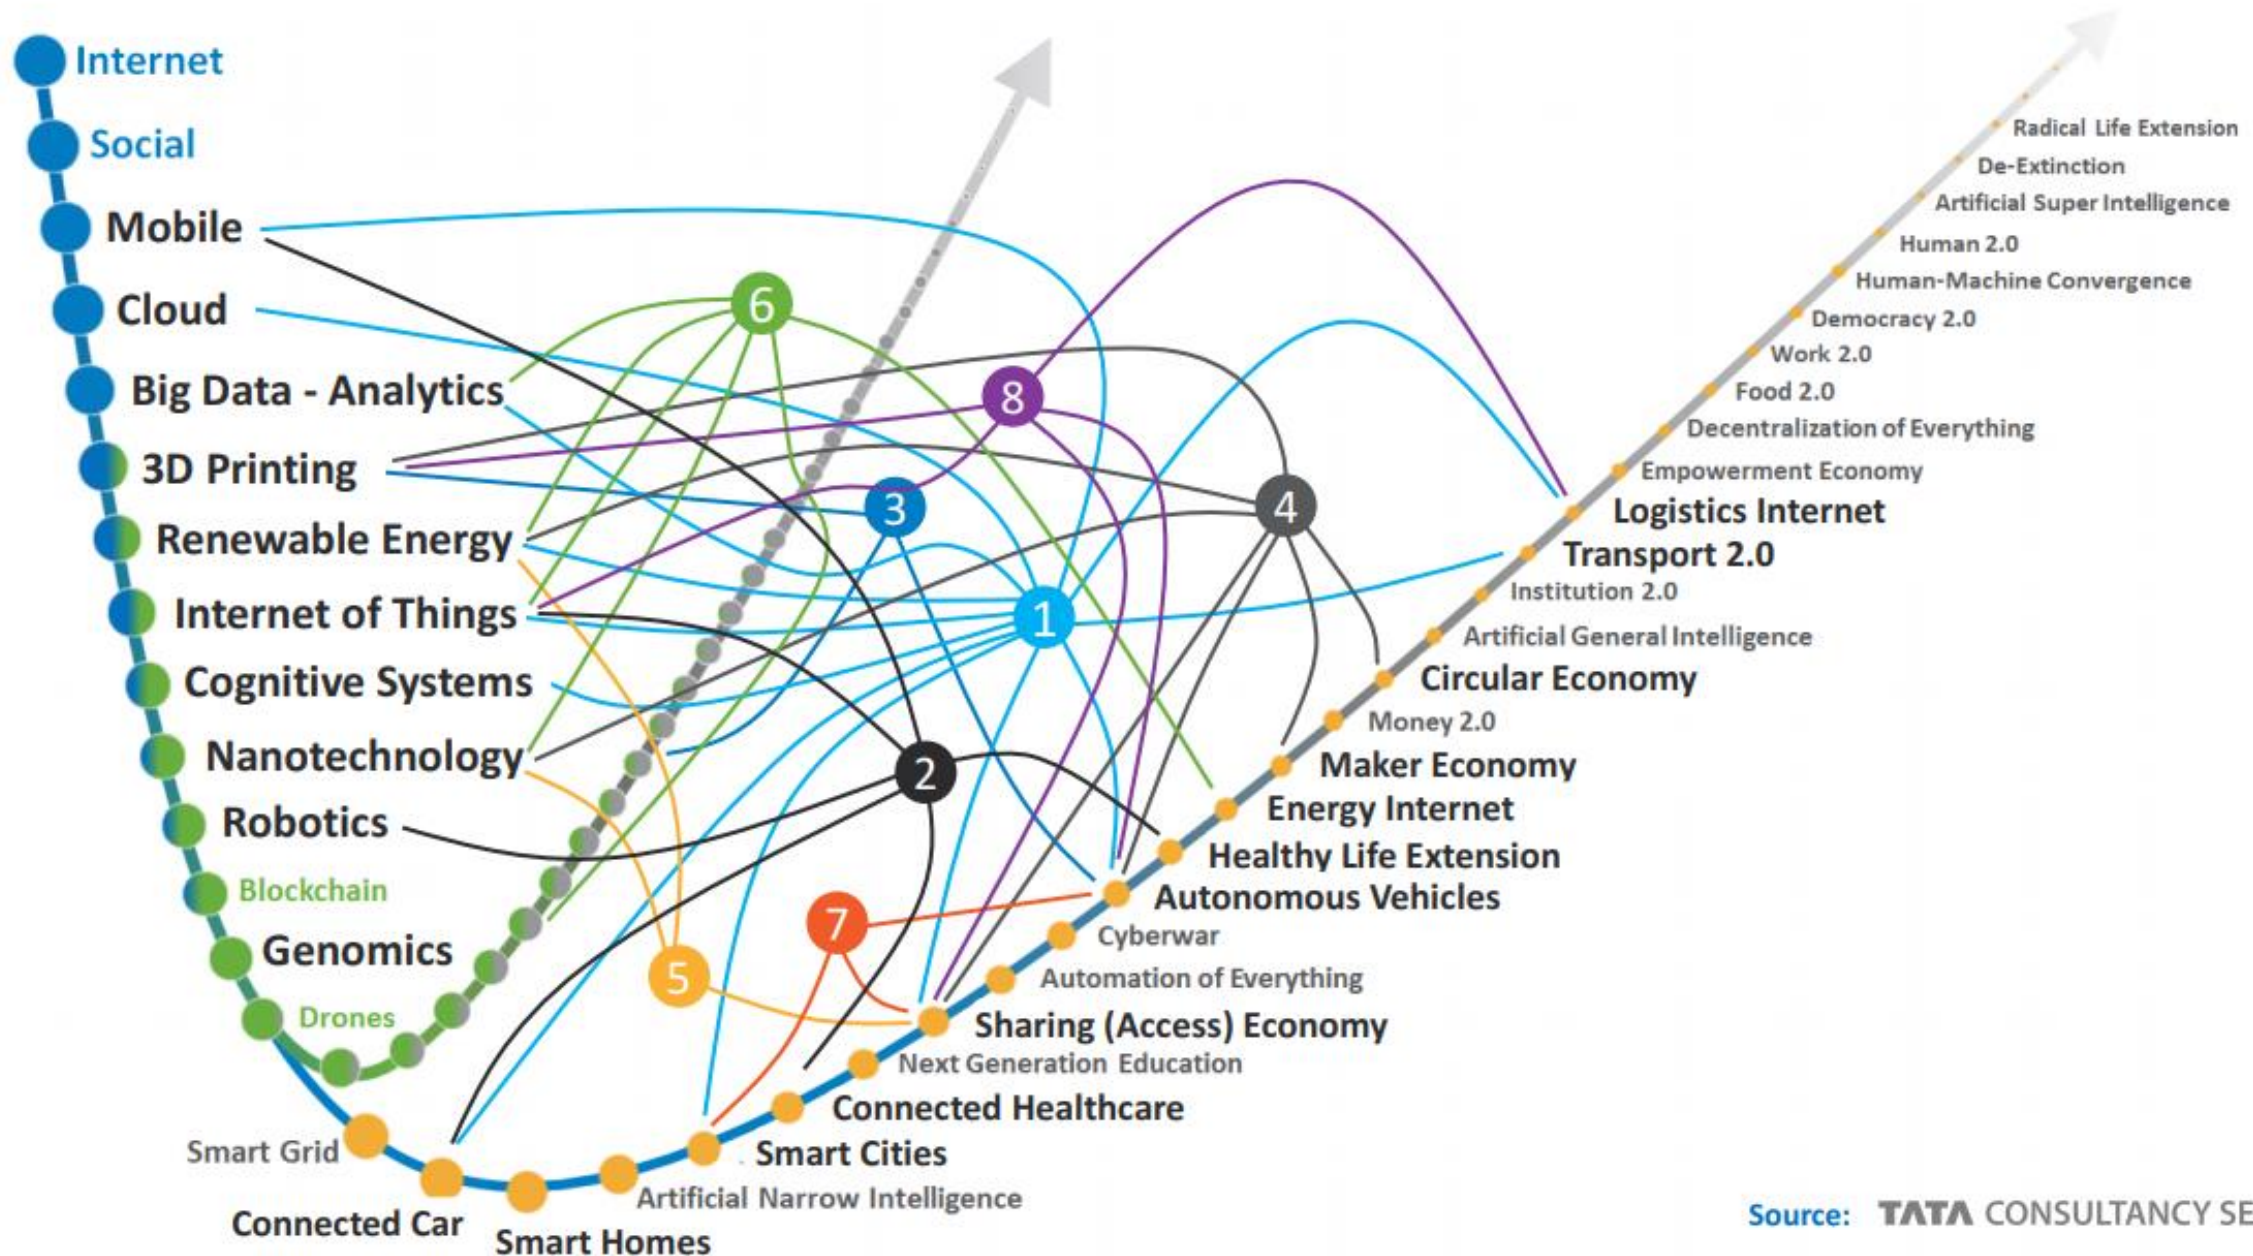 Internet
Social
Mobile
Cloud
Big Data - Analytics
3D Printing
Renewable Energy
Internet of Things
Cognitive Systems
Nanotechnology
Robotics
Blockchain
Genomics
Drones
Smart Grid
Connected Car
Smart Homes
Artificial Narrow Intelligence
Smart Cities
Connected Healthcare
Next Generation Education
Sharing (Access) Economy
Automation of Everything
Cyberwar
Autonomous Vehicles
Healthy Life Extension
Energy Internet
Maker Economy
Money 2.0
Circular Economy
Artificial General Intelligence
Institution 2.0
Transport 2.0
Logistics Internet
Empowerment Economy
Decentralization of Everything
Food 2.0
Work 2.0
Democracy 2.0
Human-Machine Convergence
Human 2.0
Artificial Super Intelligence
De-Extinction
Radical Life Extension
6
8
3
4
1
2
7
5
Source: TATA CONSULTANCY SE